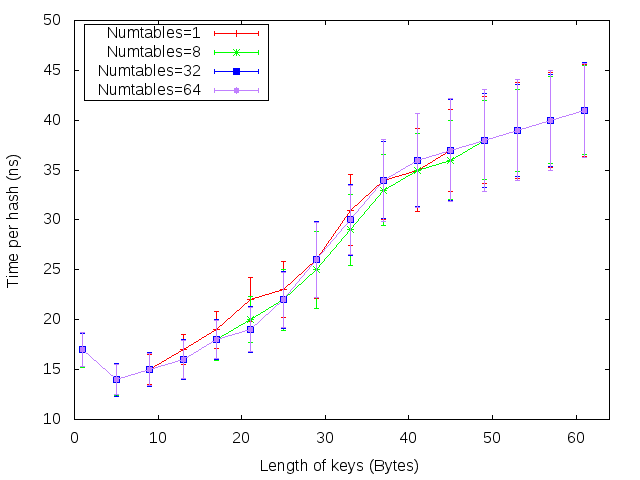 50
45
40
35
30
25
20
15
10
Time per hash (ns)
Numtables=1
Numtables=8
Numtables=32
Numtables=64
0 10 20 30 40 50 60
Length of keys (Bytes)